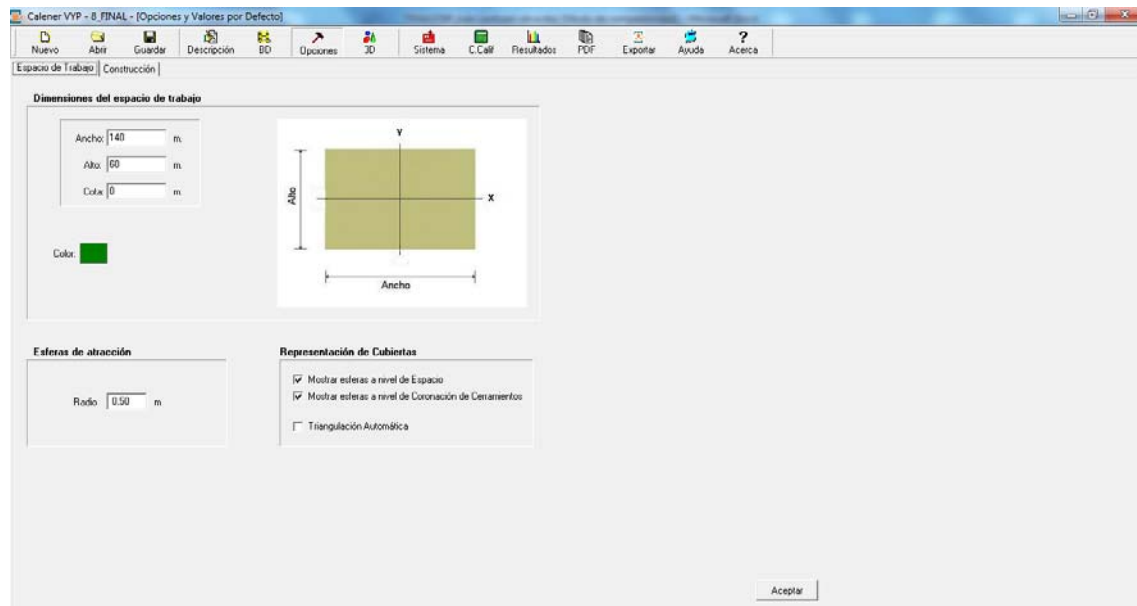 Calener VYP - 8_FINAL - [Opciones y Valores por Defecto]
Nuevo Abrir Guardar Descripción BD Opciones 3D Sistema C.Calif Resultados PDF Exportar Ayuda Acerca
Espacio de Trabajo Construcción
Dimensiones del espacio de trabajo
Ancho: 140 m.
Alto: 60 m.
Cota: 0 m.
Color:
Y
Alto
X
Ancho
Esferas de atracción
Radio 0.50 m
Representación de Cubiertas
Mostrar esferas a nivel de Espacio
Mostrar esferas a nivel de Coronación de Cerramientos
Triangulación Automática
Aceptar